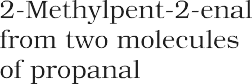 2-Methylpent-2-enal
from two molecules
of propanal